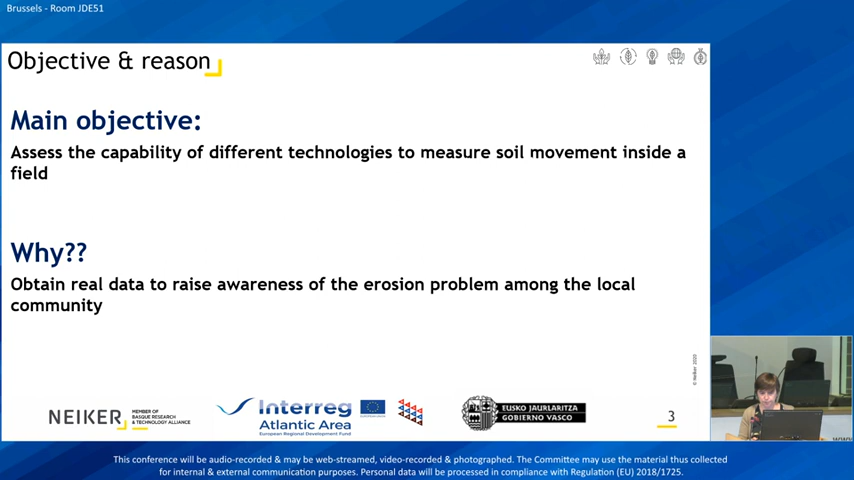 Brussels - Room JDE51
Objective & reason
Main objective:
Assess the capability of different technologies to measure soil movement inside a
field
Why??
Obtain real data to raise awareness of the erosion problem among the local
community
© Neiker 2020
NEIKER
MEMBER OF
BASQUE RESEARCH
& TECHNOLOGY ALLIANCE
Interreg
Atlantic Area
European Regional Development Fund
EUSKO JAURLARITZA
GOBIERNO VASCO
3
This conference will be audio-recorded & may be web-streamed, video-recorded & photographed. The Committee may use the material thus collected
for internal & external communication purposes. Personal data will be processed in compliance with Regulation (EU) 2018/1725.